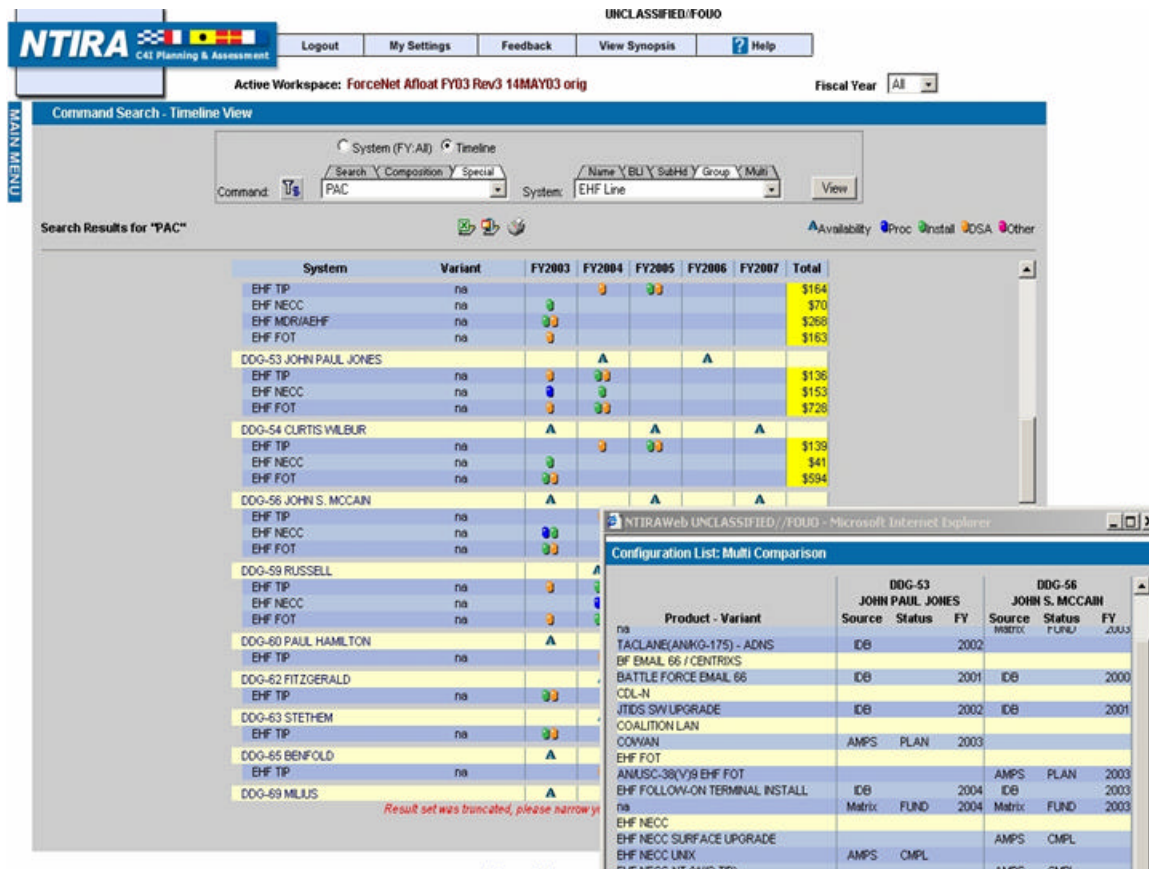 UNCLASSIFIED//FOUO
NTIRA
C4I Planning & Assessment
Logout My Settings Feedback View Synopsis ? Help
Active Workspace: ForceNet Afloat FY03 Rev3 14MAY03 orig Fiscal Year All
MAIN MENU
Command Search - Timeline View
System (FY:All) Timeline
Search Composition Special Name BLI SubHd Group Multi
Command: PAC System: EHF Line View
Search Results for "PAC" Availability Proc Install DSA Other
System Variant FY2003 FY2004 FY2005 FY2006 FY2007 Total
EHF TIP na $164
EHF NECC na $70
EHF MDR/AEHF na $268
EHF FOT na $163
DDG-53 JOHN PAUL JONES A A
EHF TIP na $136
EHF NECC na $153
EHF FOT na $728
DDG-54 CURTIS WILBUR A A A
EHF TIP na $139
EHF NECC na $41
EHF FOT na $594
DDG-56 JOHN S. MCCAIN A A A
EHF TIP na
EHF NECC na
EHF FOT na
DDG-59 RUSSELL
EHF TIP na
EHF NECC na
EHF FOT na
DDG-60 PAUL HAMILTON A
EHF TIP na
DDG-62 FITZGERALD
EHF TIP na
DDG-63 STETHEM
EHF TIP na
DDG-65 BENFOLD A
EHF TIP na
DDG-69 MILIUS A
Result set was truncated, please narrow
NTIRAWeb UNCLASSIFIED//FOUO - Microsoft Internet Explorer
Configuration List: Multi Comparison
DDG-53 DDG-56
JOHN PAUL JONES JOHN S. MCCAIN
Product - Variant Source Status FY Source Status FY
na Matrix FUND 2003
TACLANE(AN/KG-175) - ADNS IDB 2002
BF EMAIL 66 / CENTRIXS
BATTLE FORCE EMAIL 66 IDB 2001 IDB 2000
CDL-N
JTIDS SW UPGRADE IDB 2002 IDB 2001
COALITION LAN
COWAN AMPS PLAN 2003
EHF FOT
AN/USC-38(V)9 EHF FOT AMPS PLAN 2003
EHF FOLLOW-ON TERMINAL INSTALL IDB 2004 IDB 2003
na Matrix FUND 2004 Matrix FUND 2003
EHF NECC
EHF NECC SURFACE UPGRADE AMPS CMPL
EHF NECC UNIX AMPS CMPL